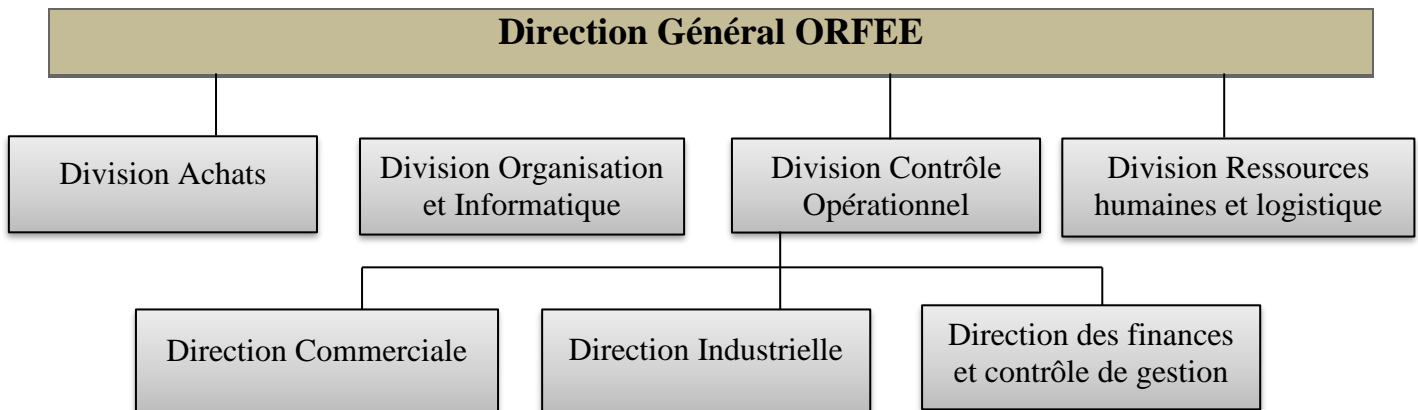 Direction Général ORFEE
Division Achats
Division Organisation
et Informatique
Division Contrôle
Opérationnel
Division Ressources
humaines et logistique
Direction Commerciale
Direction Industrielle
Direction des finances
et contrôle de gestion